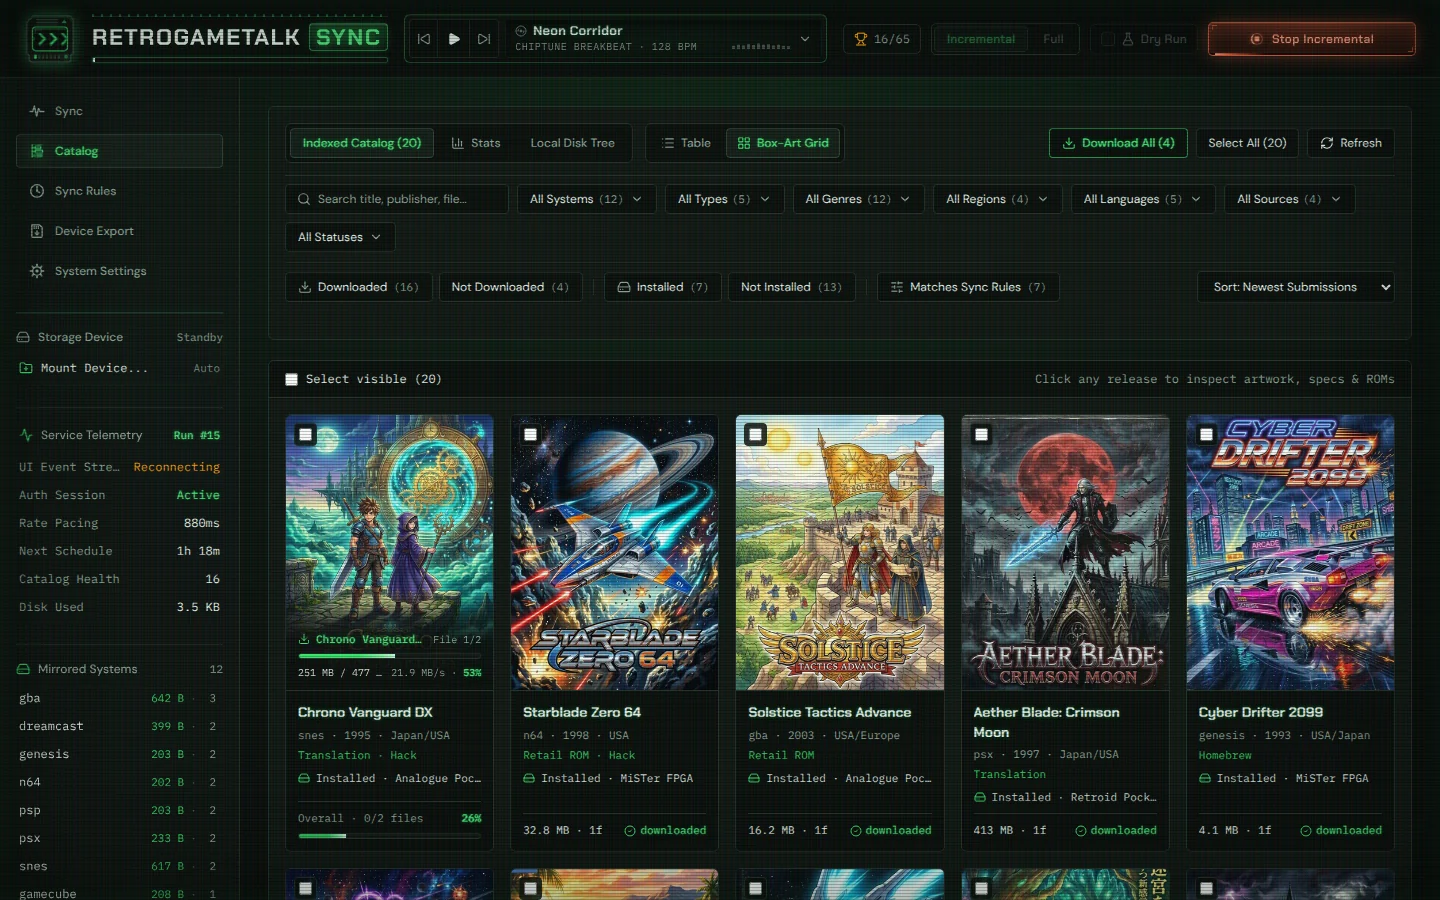 RETROGAMETALK SYNC
Neon Corridor
CHIPTUNE BREAKBEAT · 128 BPM
16/65
Incremental
Full
Dry Run
Stop Incremental
Sync
Catalog
Sync Rules
Device Export
System Settings
Storage Device Standby
Mount Device... Auto
Service Telemetry Run #15
UI Event Stre… Reconnecting
Auth Session Active
Rate Pacing 880ms
Next Schedule 1h 18m
Catalog Health 16
Disk Used 3.5 KB
Mirrored Systems 12
gba 642 B · 3
dreamcast 399 B · 2
genesis 203 B · 2
n64 202 B · 2
psp 203 B · 2
psx 233 B · 2
snes 617 B · 2
gamecube 208 B · 1
Indexed Catalog (20)
Stats
Local Disk Tree
Table
Box-Art Grid
Download All (4)
Select All (20)
Refresh
Search title, publisher, file...
All Systems (12)
All Types (5)
All Genres (12)
All Regions (4)
All Languages (5)
All Sources (4)
All Statuses
Downloaded (16)
Not Downloaded (4)
Installed (7)
Not Installed (13)
Matches Sync Rules (7)
Sort: Newest Submissions
Select visible (20)
Click any release to inspect artwork, specs & ROMs
Chrono Vanguard… File 1/2
251 MB / 477 … 21.9 MB/s · 53%
Chrono Vanguard DX
snes · 1995 · Japan/USA
Translation · Hack
Installed · Analogue Poc…
Overall · 0/2 files 26%
STARBLADE
ZERO 64
Starblade Zero 64
n64 · 1998 · USA
Retail ROM · Hack
Installed · MiSTer FPGA
32.8 MB · 1f downloaded
SOLSTICE
TACTICS ADVANCE
Solstice Tactics Advance
gba · 2003 · USA/Europe
Retail ROM
Installed · Analogue Poc…
16.2 MB · 1f downloaded
AETHER BLADE:
CRIMSON MOON
Aether Blade: Crimson
Moon
psx · 1997 · Japan/USA
Translation
Installed · Retroid Pock…
413 MB · 1f downloaded
CYBER
DRIFTER
2099
ARCADE
Cyber Drifter 2099
genesis · 1993 · USA/Japan
Homebrew
Installed · MiSTer FPGA
4.1 MB · 1f downloaded